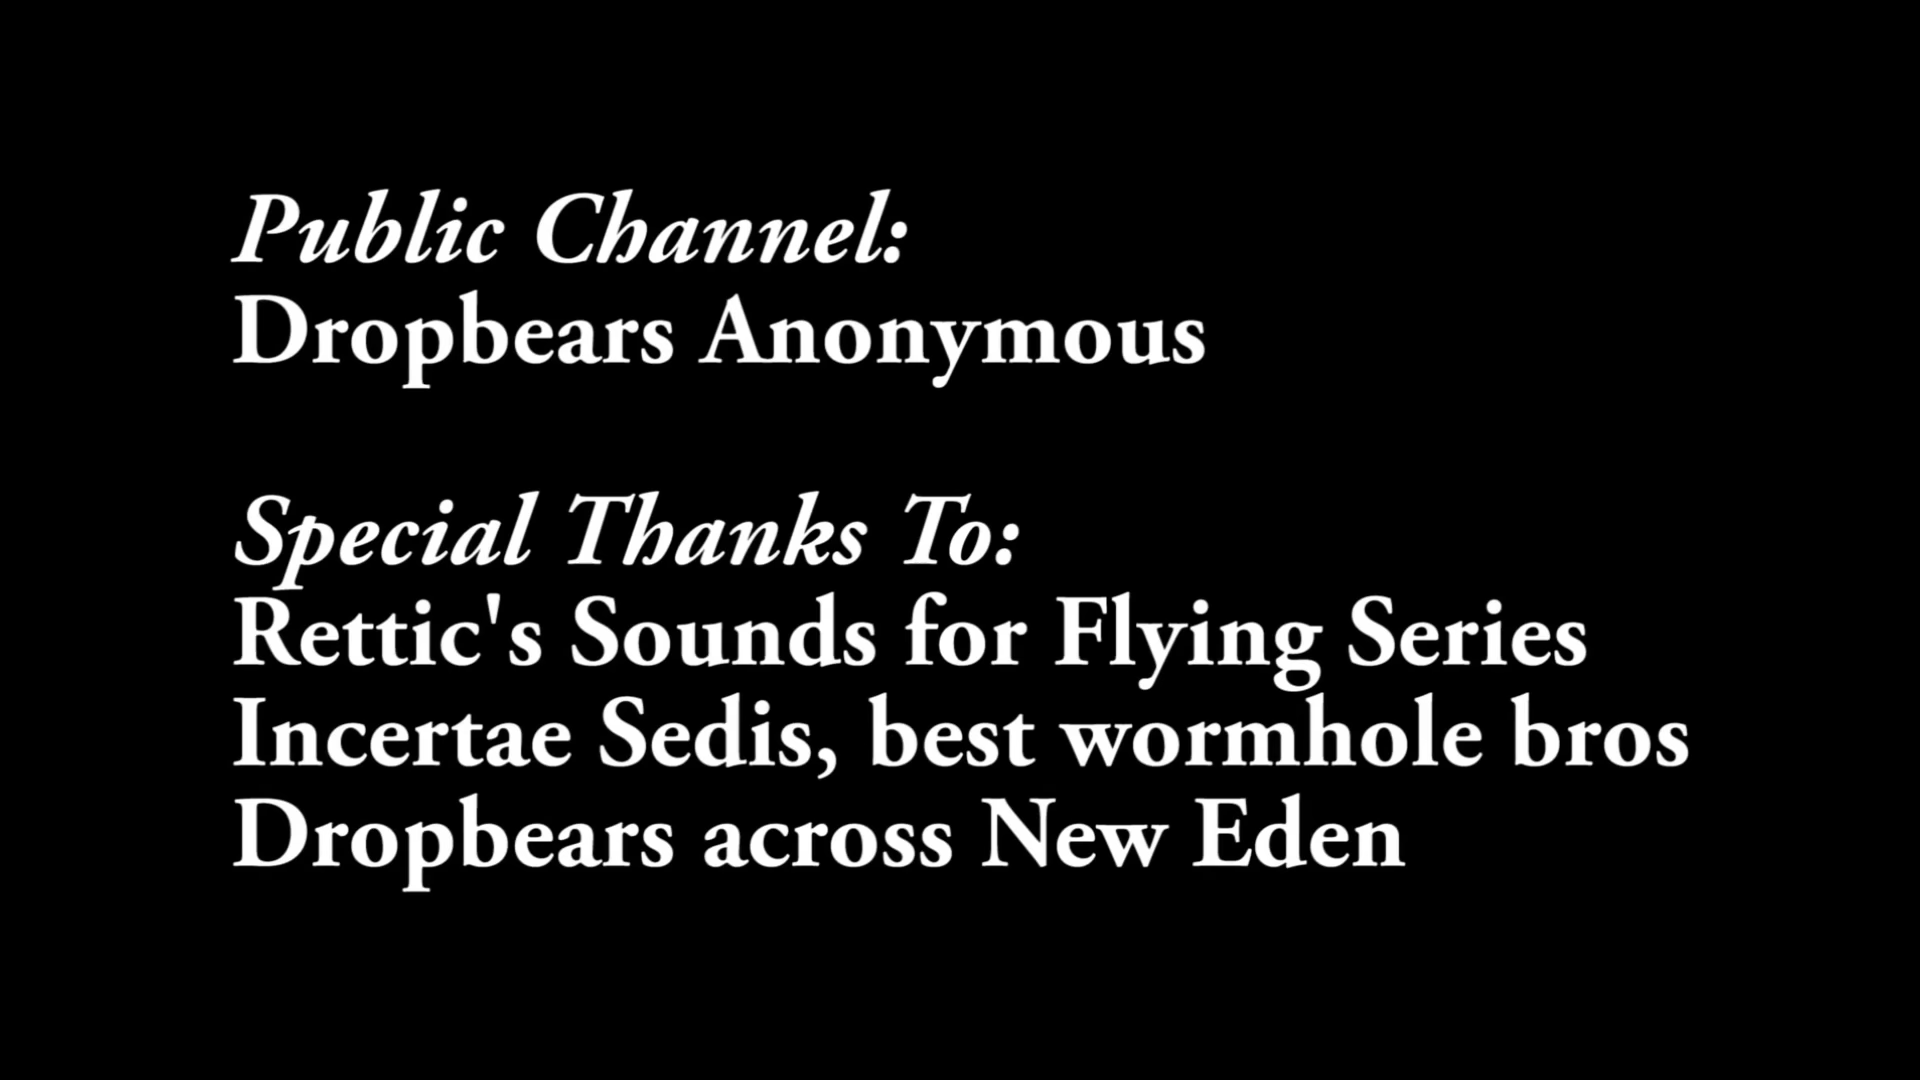 Public Channel:
Dropbears Anonymous
Special Thanks To:
Rettic's Sounds for Flying Series
Incertae Sedis, best wormhole bros
Dropbears across New Eden